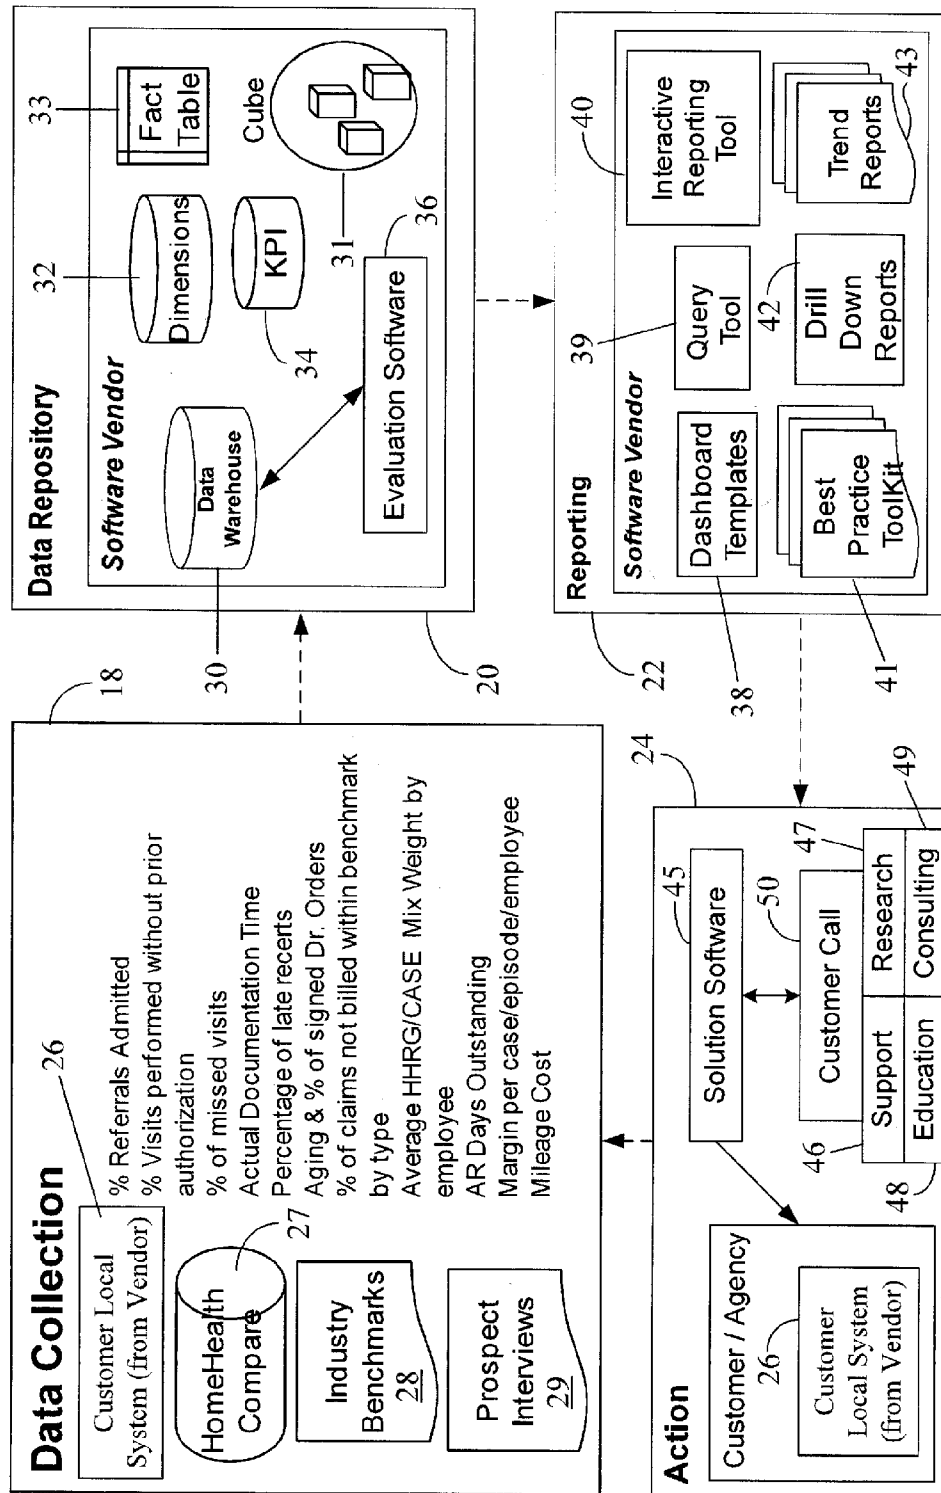 Data Collection
18
Customer Local
System (from Vendor)
26
HomeHealth
Compare
27
Industry
Benchmarks
28
Prospect
Interviews
29
% Referrals Admitted
% Visits performed without prior
authorization
% of missed visits
Actual Documentation Time
Percentage of late recerts
Aging & % of signed Dr. Orders
% of claims not billed within benchmark
by type
Average HHRG/CASE Mix Weight by
employee
AR Days Outstanding
Margin per case/episode/employee
Mileage Cost
Data Repository
20
Software Vendor
Data
Warehouse
30
Dimensions
32
Fact
Table
33
KPI
34
Cube
31
Evaluation Software
36
Action
24
Customer / Agency
26
Customer
Local System
(from Vendor)
Solution Software
45
Customer Call
50
Support
46
Research
47
Education
48
Consulting
49
Reporting
22
Software Vendor
Dashboard
Templates
38
Query
Tool
39
Interactive
Reporting
Tool
40
Best
Practice
ToolKit
41
Drill
Down
Reports
42
Trend
Reports
43